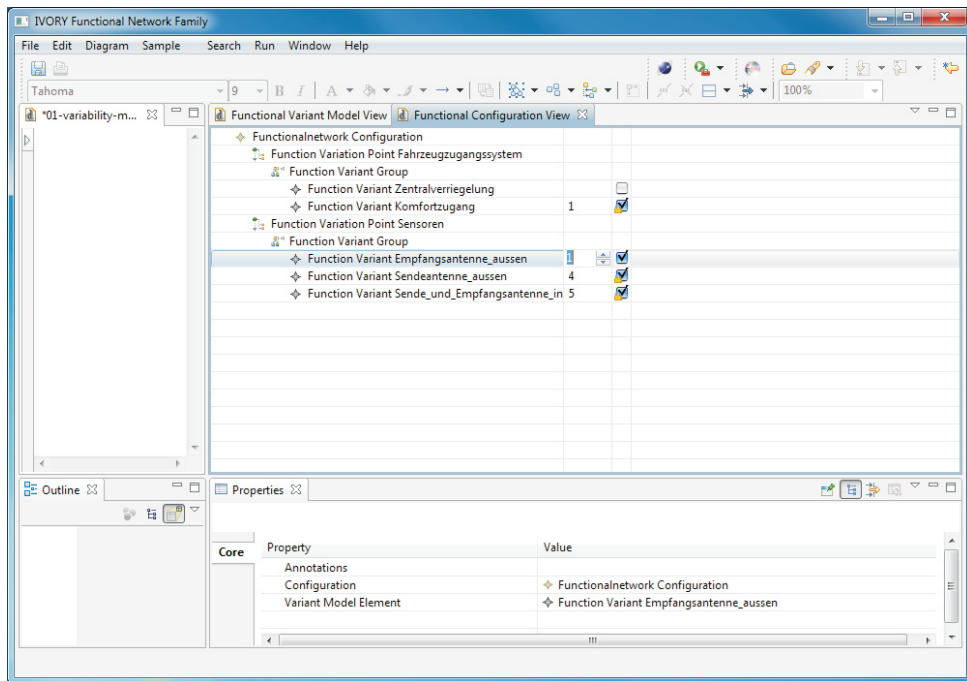 IVORY Functional Network Family
File Edit Diagram Sample Search Run Window Help
Tahoma 9 B I A 100%
*01-variability-m... Functional Variant Model View Functional Configuration View
Functionalnetwork Configuration
Function Variation Point Fahrzeugzugangssystem
Function Variant Group
Function Variant Zentralverriegelung
Function Variant Komfortzugang 1
Function Variation Point Sensoren
Function Variant Group
Function Variant Empfangsantenne_aussen 1
Function Variant Sendeantenne_aussen 4
Function Variant Sende_und_Empfangsantenne_in 5
Outline Properties
Core Property Value
Annotations
Configuration Functionalnetwork Configuration
Variant Model Element Function Variant Empfangsantenne_aussen